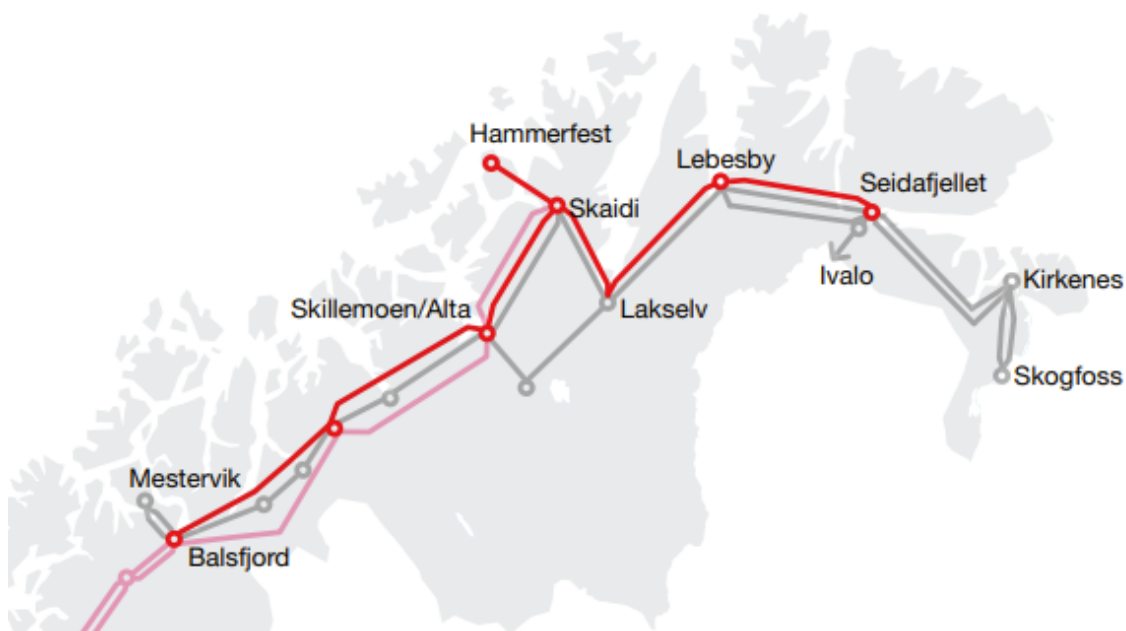 Hammerfest
Lebesby
Seidafjellet
Skaidi
Ivalo
Kirkenes
Skillemoen/Alta
Lakselv
Skogfoss
Mestervik
Balsfjord